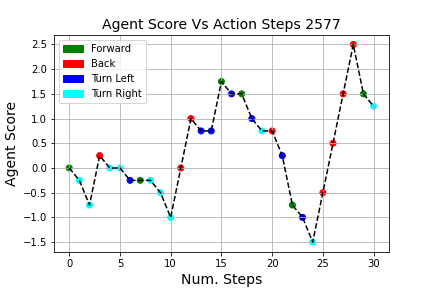 Agent Score Vs Action Steps 2577
Agent Score
2.5
2.0
1.5
1.0
0.5
0.0
−0.5
−1.0
−1.5
Forward
Back
Turn Left
Turn Right
0 5 10 15 20 25 30
Num. Steps